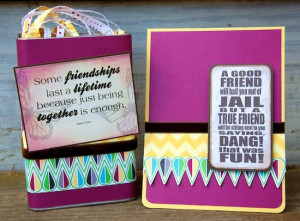 Some friendships
last a lifetime
because just being
together is enough.
A GOOD
FRIEND
will bail you out of
JAIL
BUT A
TRUE FRIEND
will be sitting next to you
SAYING,
DANG!
that was
FUN!